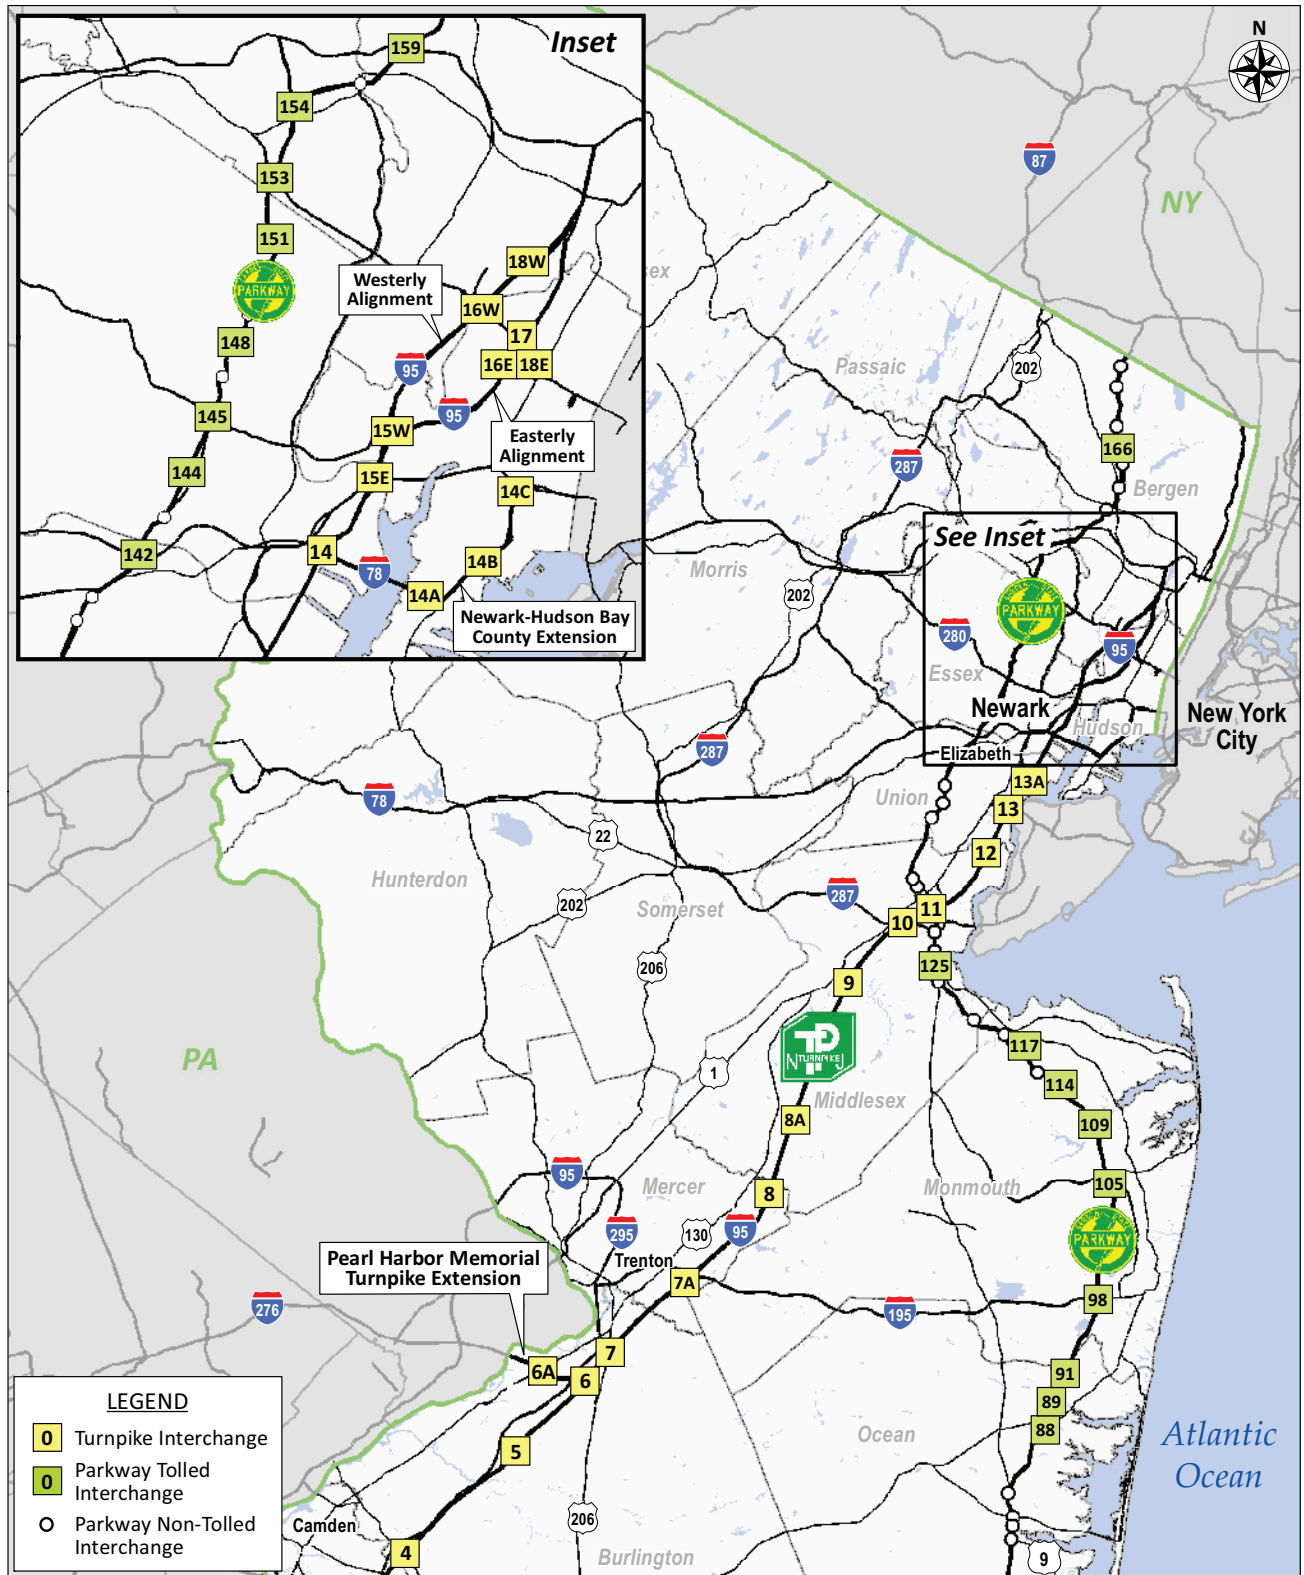 Inset
159
154
153
151
PARKWAY
148
145
144
142
Westerly
Alignment
18W
16W
17
16E
18E
95
95
15W
Easterly
Alignment
15E
14C
14
78
14B
14A
Newark-Hudson Bay
County Extension
N
87
NY
sex
Passaic
202
287
166
Bergen
See Inset
Morris
202
PARKWAY
280
95
Essex
Newark
Hudson
New York
City
Elizabeth
287
78
13A
Union
13
22
12
Hunterdon
287
202
Somerset
11
10
206
125
9
PA
TP
N TURNPIKE J
117
1
114
Middlesex
8A
109
95
Mercer
8
Monmouth
105
295
130
95
PARKWAY
Trenton
Pearl Harbor Memorial
Turnpike Extension
7A
276
195
98
7
6A
6
91
89
88
LEGEND
0 Turnpike Interchange
0 Parkway Tolled
Interchange
Parkway Non-Tolled
Interchange
5
Ocean
Atlantic
Ocean
Camden
206
4
Burlington
9